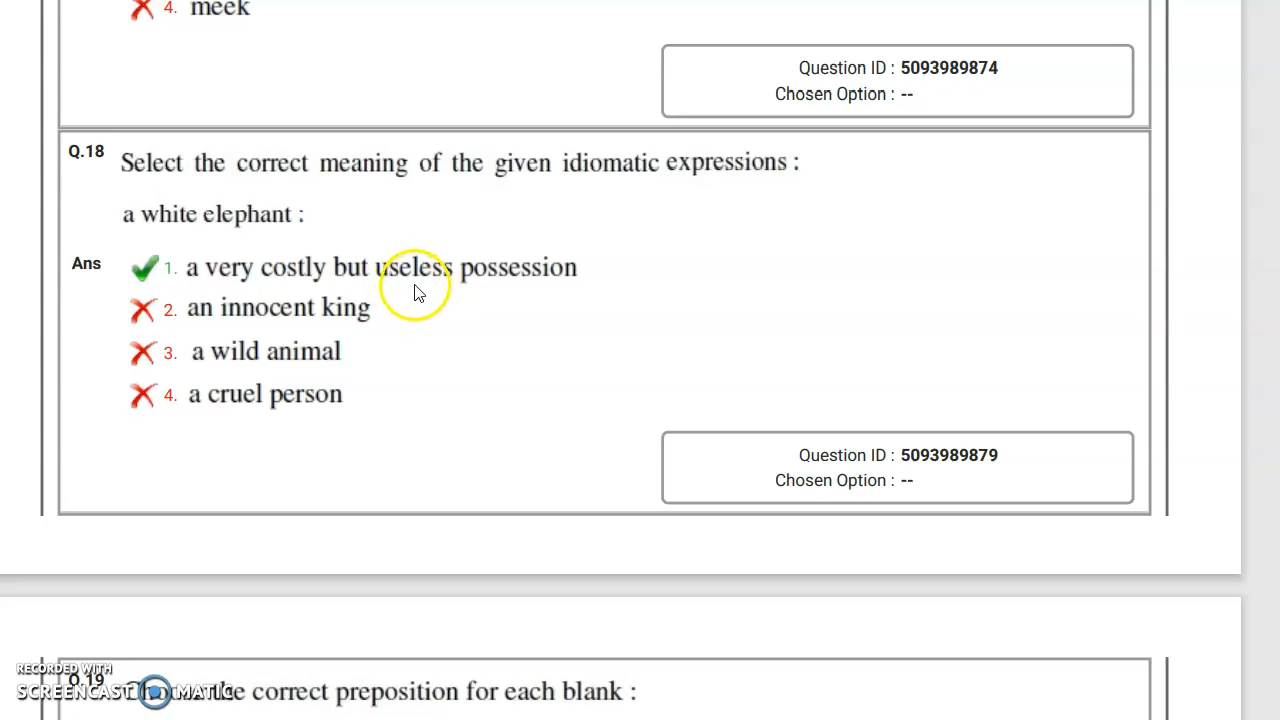 4. meek
Question ID : 5093989874
Chosen Option : --
Q.18 Select the correct meaning of the given idiomatic expressions :
a white elephant :
Ans 1. a very costly but useless possession
2. an innocent king
3. a wild animal
4. a cruel person
Question ID : 5093989879
Chosen Option : --
RECORDED WITH
SCREENCAST MATIC
Q.19 the correct preposition for each blank :